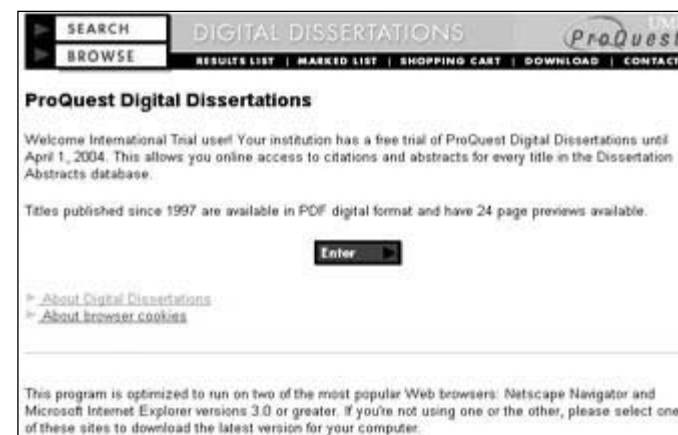 SEARCH
DIGITAL DISSERTATIONS
UMI
ProQuest
BROWSE
RESULTS LIST | MARKED LIST | SHOPPING CART | DOWNLOAD | CONTACT
ProQuest Digital Dissertations
Welcome International Trial user! Your institution has a free trial of ProQuest Digital Dissertations until
April 1, 2004. This allows you online access to citations and abstracts for every title in the Dissertation
Abstracts database.
Titles published since 1997 are available in PDF digital format and have 24 page previews available.
Enter
About Digital Dissertations
About browser cookies
This program is optimized to run on two of the most popular Web browsers: Netscape Navigator and
Microsoft Internet Explorer versions 3.0 or greater. If you're not using one or the other, please select one
of these sites to download the latest version for your computer.